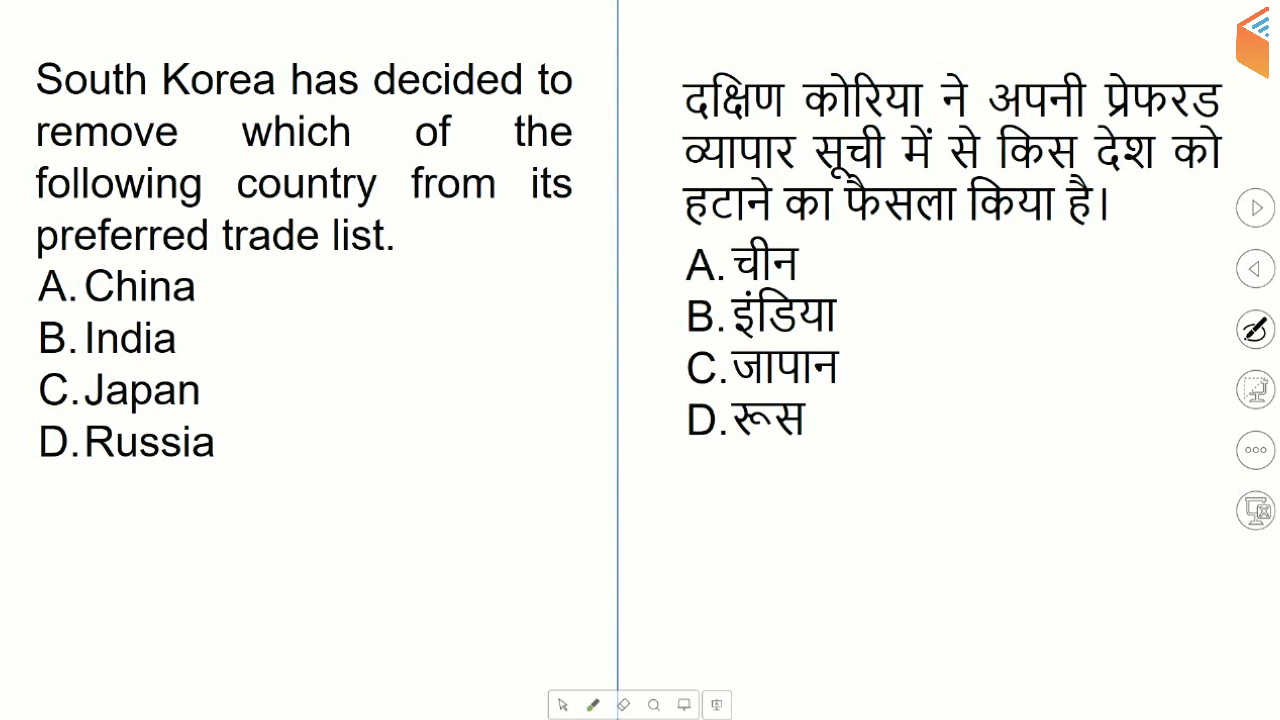 South Korea has decided to
remove which of the
following country from its
preferred trade list.
A. China
B. India
C. Japan
D. Russia
दक्षिण कोरिया ने अपनी प्रेफरड
व्यापार सूची में से किस देश को
हटाने का फैसला किया है।
A. चीन
B. इंडिया
C. जापान
D. रूस